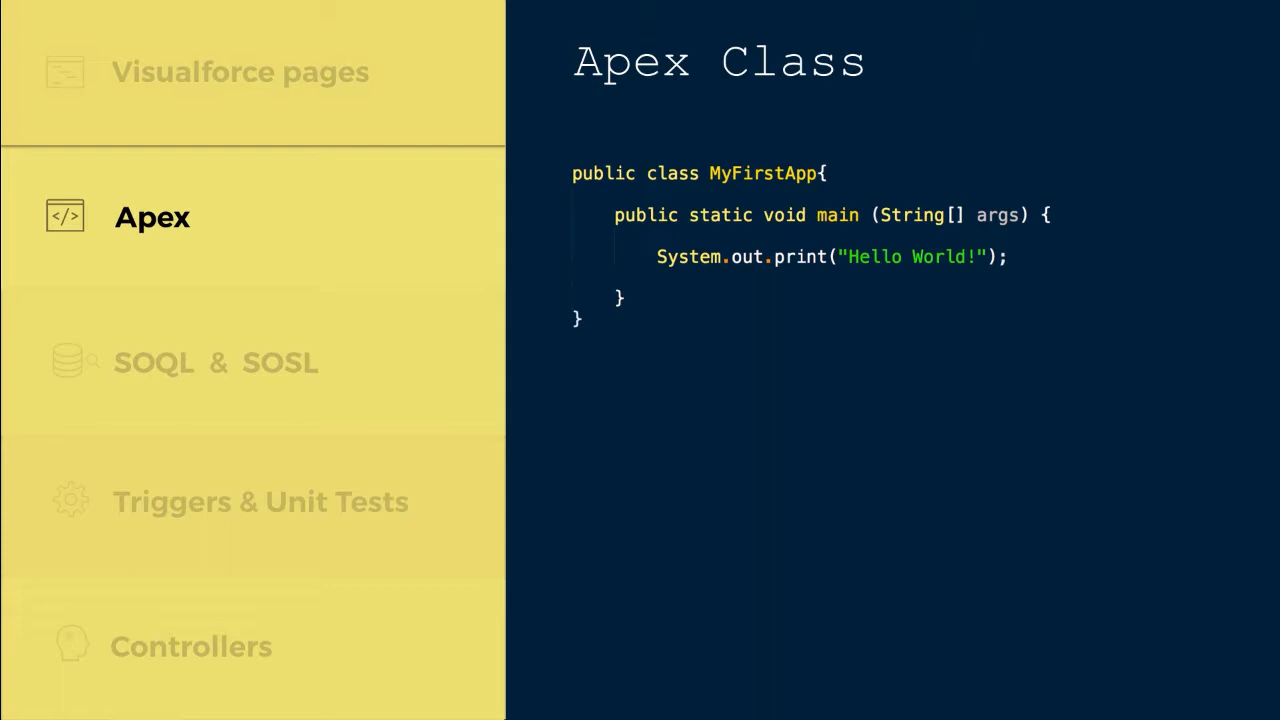 Visualforce pages
Apex
SOQL & SOSL
Triggers & Unit Tests
Controllers
Apex Class
public class MyFirstApp{
public static void main (String[] args) {
System.out.print("Hello World!");
}
}